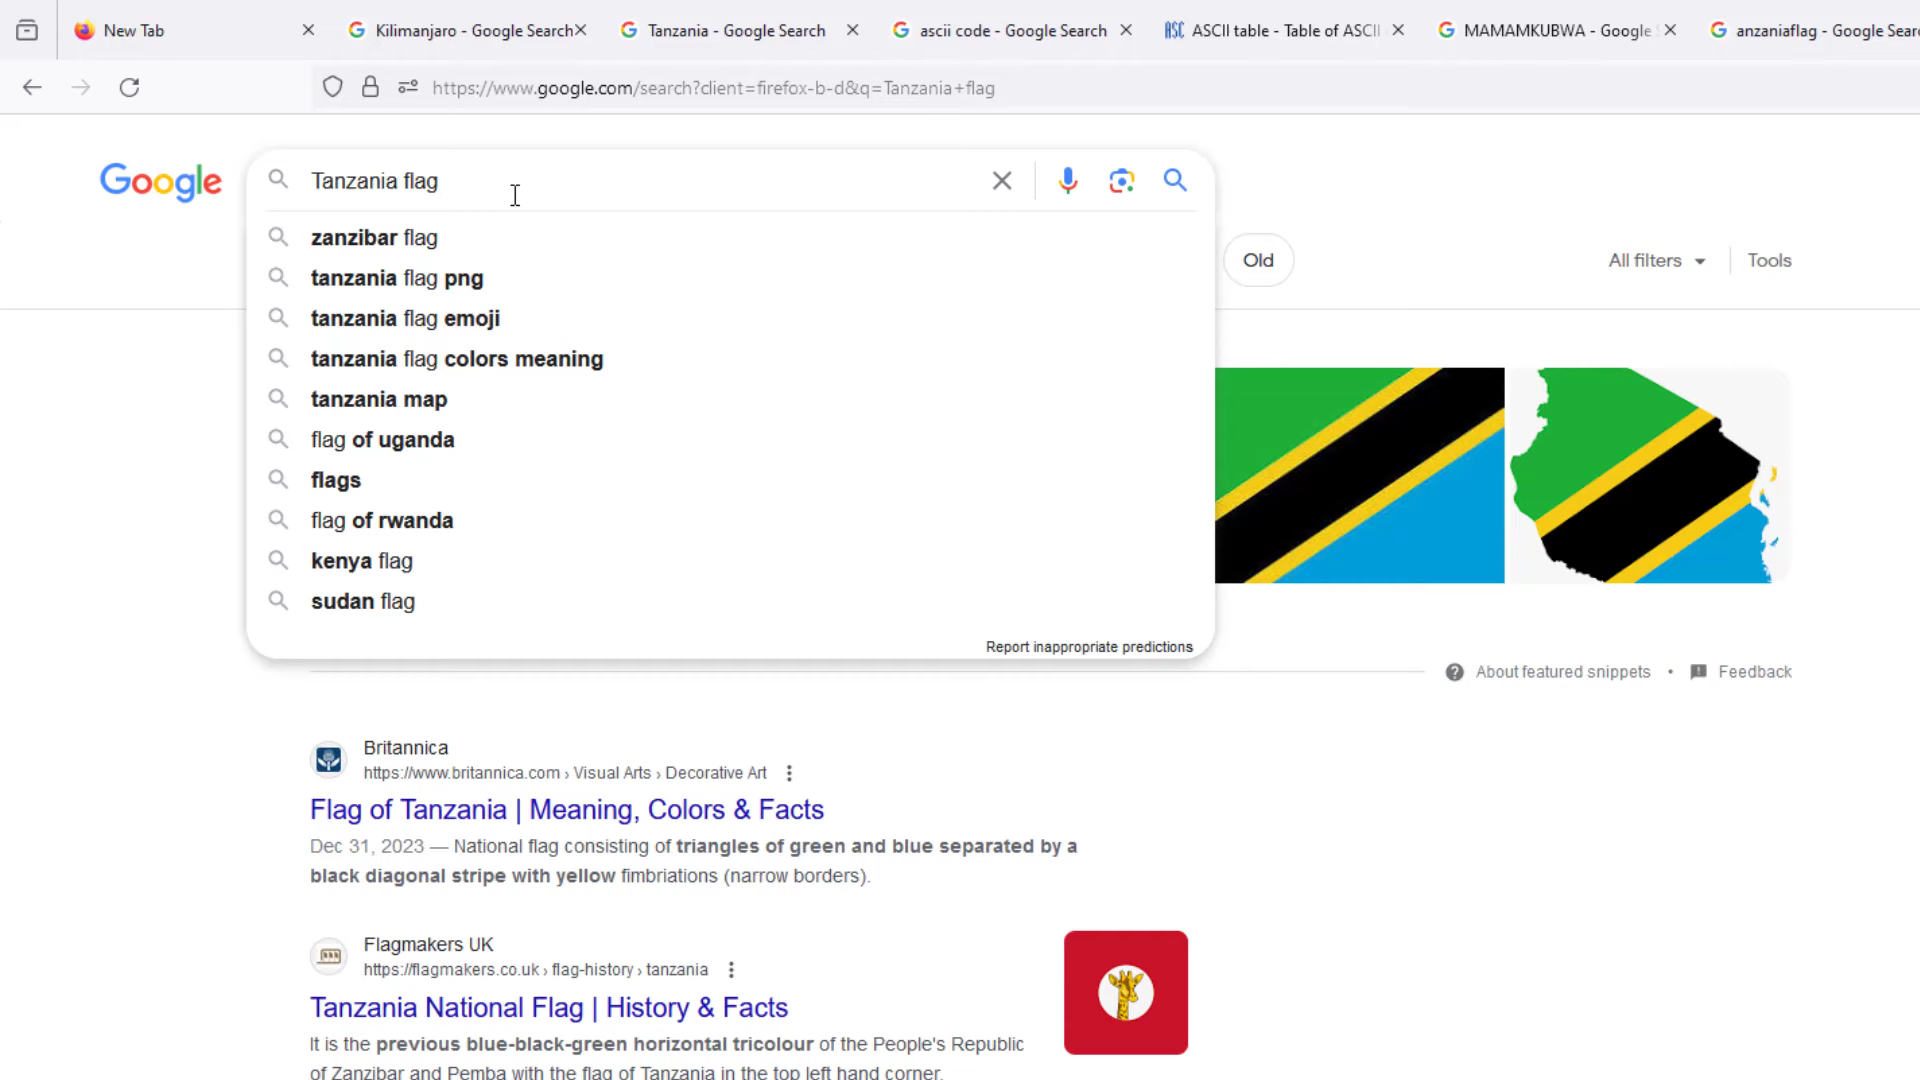 New Tab
Kilimanjaro - Google Search
Tanzania - Google Search
ascii code - Google Search
ASCII table - Table of ASCII
MAMAMKUBWA - Google
anzaniaflag - Google Sear
https://www.google.com/search?client=firefox-b-d&q=Tanzania+flag
Google
Tanzania flag
zanzibar flag
tanzania flag png
tanzania flag emoji
tanzania flag colors meaning
tanzania map
flag of uganda
flags
flag of rwanda
kenya flag
sudan flag
Report inappropriate predictions
Old
All filters
Tools
About featured snippets • Feedback
Britannica
https://www.britannica.com › Visual Arts › Decorative Art
Flag of Tanzania | Meaning, Colors & Facts
Dec 31, 2023 — National flag consisting of triangles of green and blue separated by a
black diagonal stripe with yellow fimbriations (narrow borders).
Flagmakers UK
https://flagmakers.co.uk › flag-history › tanzania
Tanzania National Flag | History & Facts
It is the previous blue-black-green horizontal tricolour of the People's Republic
of Zanzibar and Pemba with the flag of Tanzania in the top left hand corner.